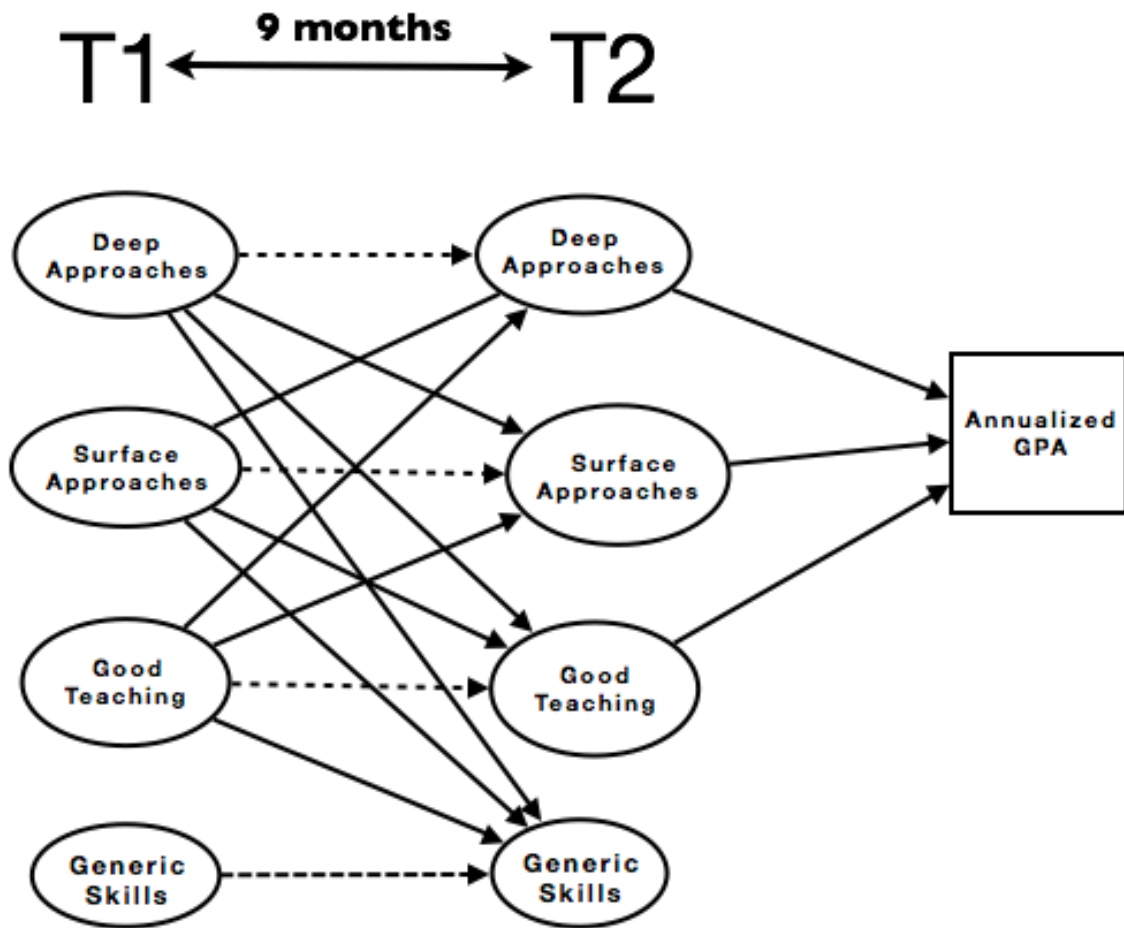 9 months
T1
T2
Deep
Approaches
Deep
Approaches
Surface
Approaches
Surface
Approaches
Annualized
GPA
Good
Teaching
Good
Teaching
Generic
Skills
Generic
Skills